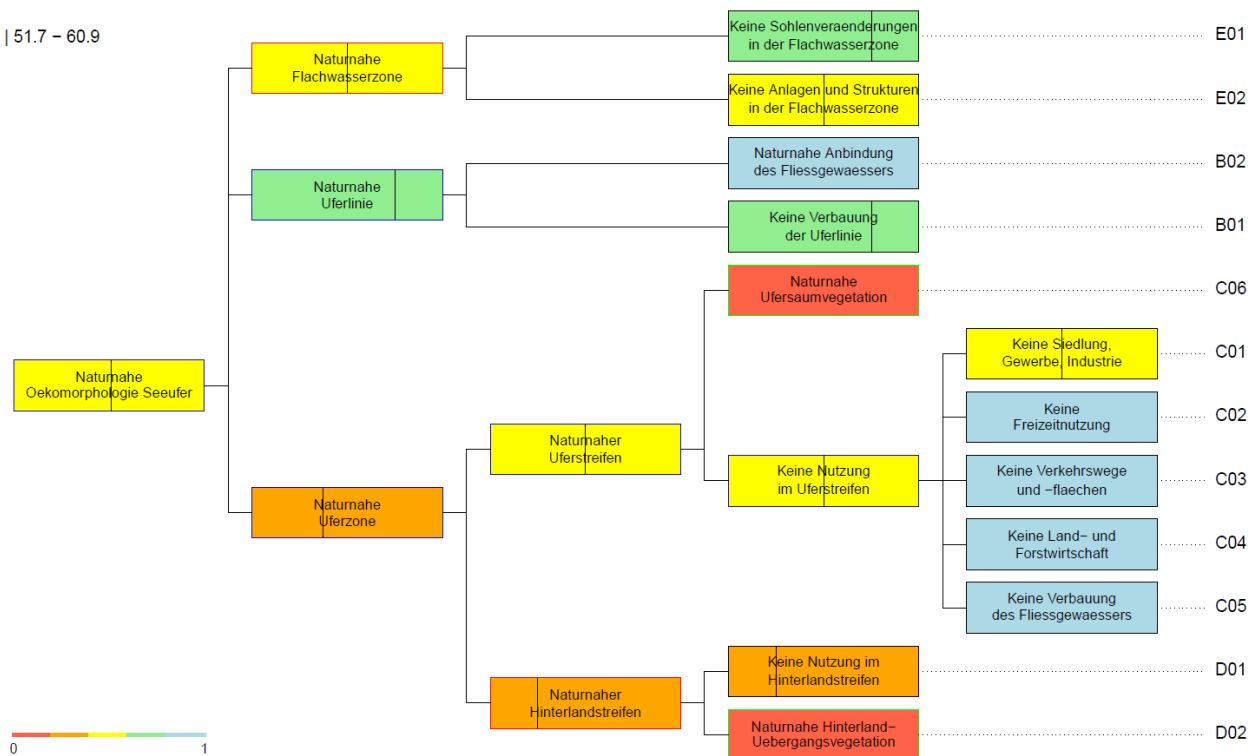 | 51.7 − 60.9
Naturnahe
Oekomorphologie Seeufer
Naturnahe
Flachwasserzone
Keine Sohlenveraenderungen
in der Flachwasserzone
E01
Keine Anlagen und Strukturen
in der Flachwasserzone
E02
Naturnahe
Uferlinie
Naturnahe Anbindung
des Fliessgewaessers
B02
Keine Verbauung
der Uferlinie
B01
Naturnahe
Uferzone
Naturnaher
Uferstreifen
Naturnahe
Ufersaumvegetation
C06
Keine Nutzung
im Uferstreifen
Keine Siedlung,
Gewerbe, Industrie
C01
Keine
Freizeitnutzung
C02
Keine Verkehrswege
und −flaechen
C03
Keine Land− und
Forstwirtschaft
C04
Keine Verbauung
des Fliessgewaessers
C05
Naturnaher
Hinterlandstreifen
Keine Nutzung im
Hinterlandstreifen
D01
Naturnahe Hinterland−
Uebergangsvegetation
D02
0
1